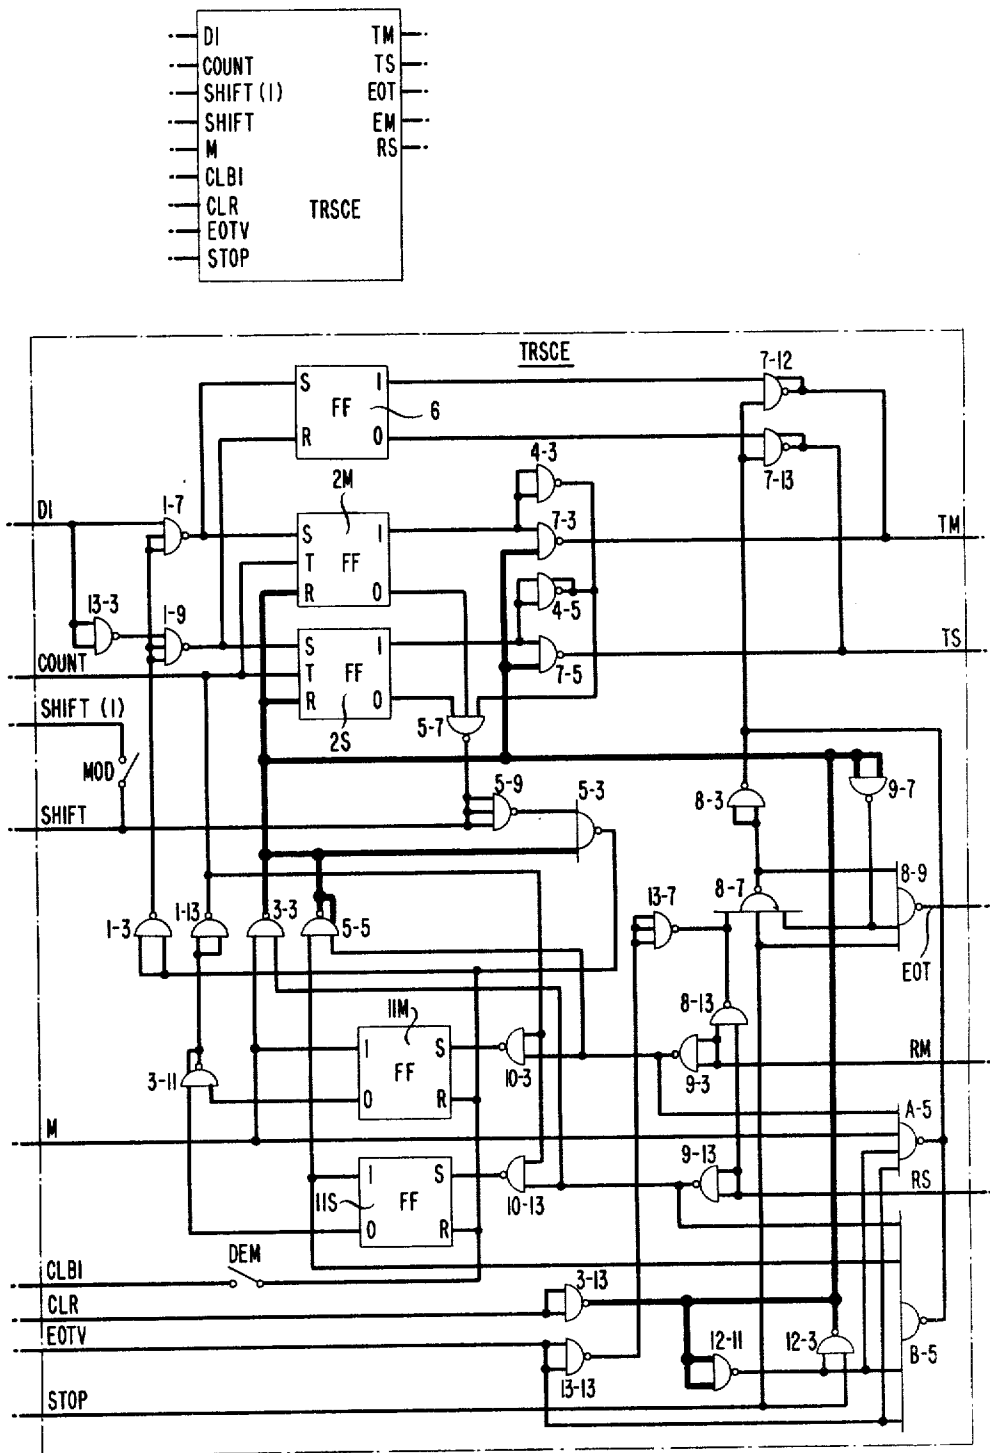 DI TM
COUNT TS
SHIFT (1) EOT
SHIFT EM
M RS
CLBI
CLR TRSCE
EOTV
STOP
TRSCE
7-12
S 1
FF 6
R 0
4-3
7-13
2M
DI 1-7
7-3
S 1
TM
T FF
13-3 1-9
R 0
4-5
S 1
TS
COUNT
T FF
7-5
R 0
SHIFT (1)
2S
5-7
MOD
5-9 5-3
8-3 9-7
SHIFT
8-7 8-9
13-7
1-3 1-13 3-3 5-5
EOT
11M
8-13
1 S
RM
FF
10-3 9-3
3-11
0 R
M
A-5
9-13
1 S
RS
11S FF
10-13
0 R
DEM
CLBI
3-13
CLR
EOTV
12-11 12-3
B-5
13-13
STOP